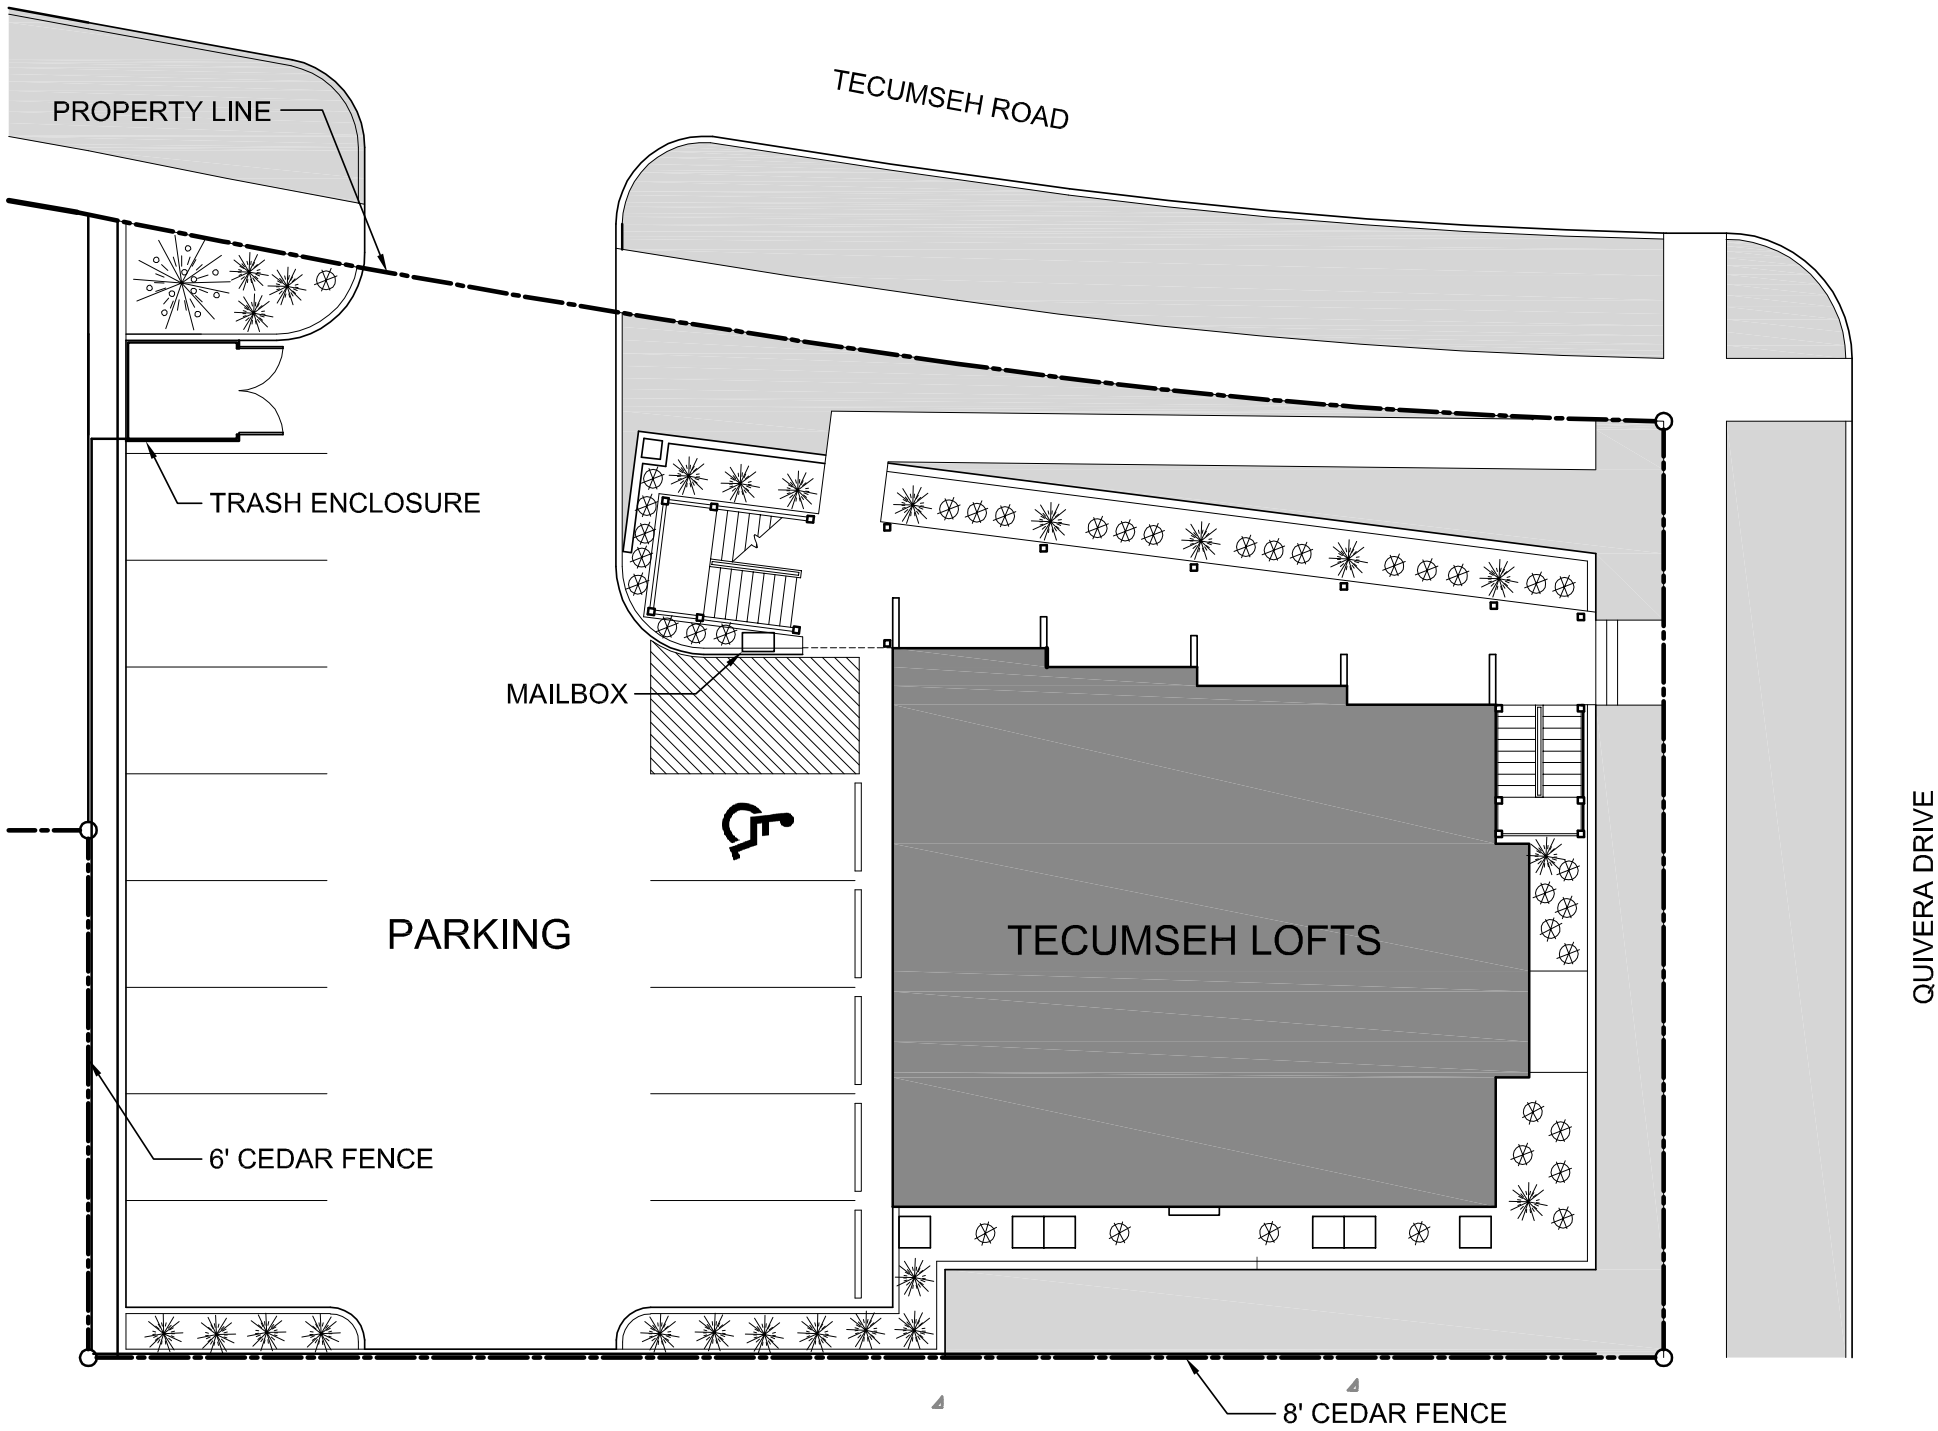 TECUMSEH ROAD
PROPERTY LINE
TRASH ENCLOSURE
MAILBOX
QUIVERA DRIVE
PARKING
TECUMSEH LOFTS
6' CEDAR FENCE
8' CEDAR FENCE